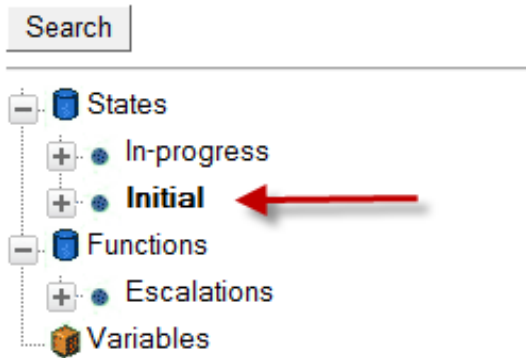 Search
States
In-progress
Initial
Functions
Escalations
Variables